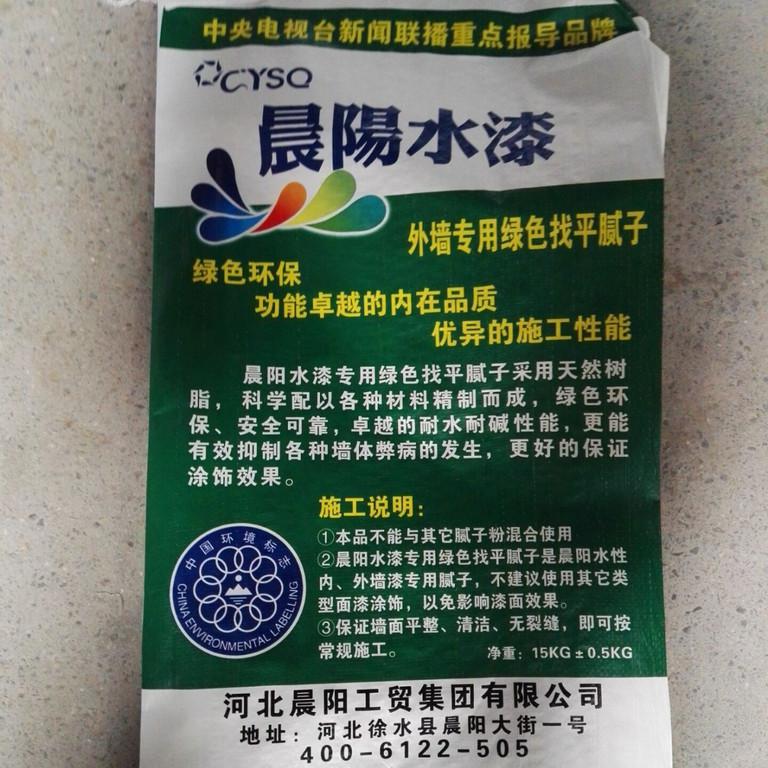 中央电视台新闻联播重点报导品牌
CYSQ
晨陽水漆
外墙专用绿色找平腻子
绿色环保
功能卓越的内在品质
优异的施工性能
晨阳水漆专用绿色找平腻子采用天然树
脂，科学配以各种材料精制而成，绿色环
保、安全可靠，卓越的耐水耐碱性能，更能
有效抑制各种墙体弊病的发生，更好的保证
涂饰效果。
施工说明：
①本品不能与其它腻子粉混合使用
②晨阳水漆专用绿色找平腻子是晨阳水性
内、外墙漆专用腻子，不建议使用其它类
型面漆涂饰，以免影响漆面效果。
③保证墙面平整、清洁、无裂缝，即可按
常规施工。
净重：15KG±0.5KG
中国环境标志
CHINA ENVIRONMENTAL LABELLING
河北晨阳工贸集团有限公司
地址：河北徐水县晨阳大街一号
400-6122-505